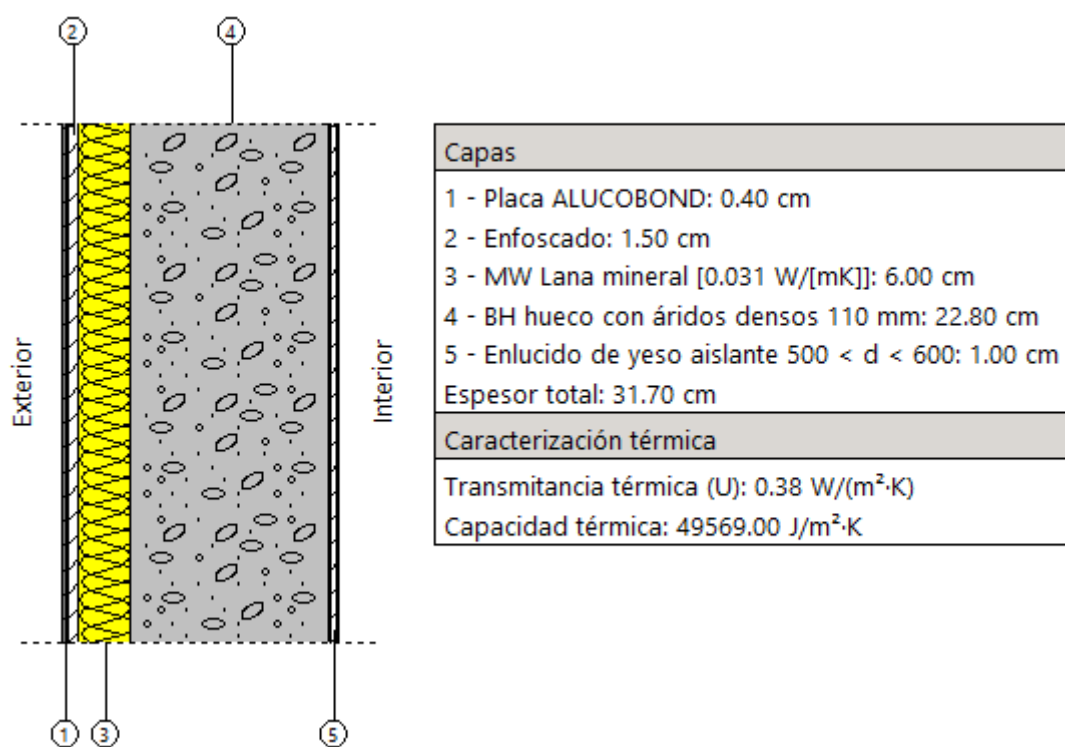 2
4
Exterior
Interior
1
3
5
Capas
1 - Placa ALUCOBOND: 0.40 cm
2 - Enfoscado: 1.50 cm
3 - MW Lana mineral [0.031 W/[mK]]: 6.00 cm
4 - BH hueco con áridos densos 110 mm: 22.80 cm
5 - Enlucido de yeso aislante 500 < d < 600: 1.00 cm
Espesor total: 31.70 cm
Caracterización térmica
Transmitancia térmica (U): 0.38 W/(m²·K)
Capacidad térmica: 49569.00 J/m²·K